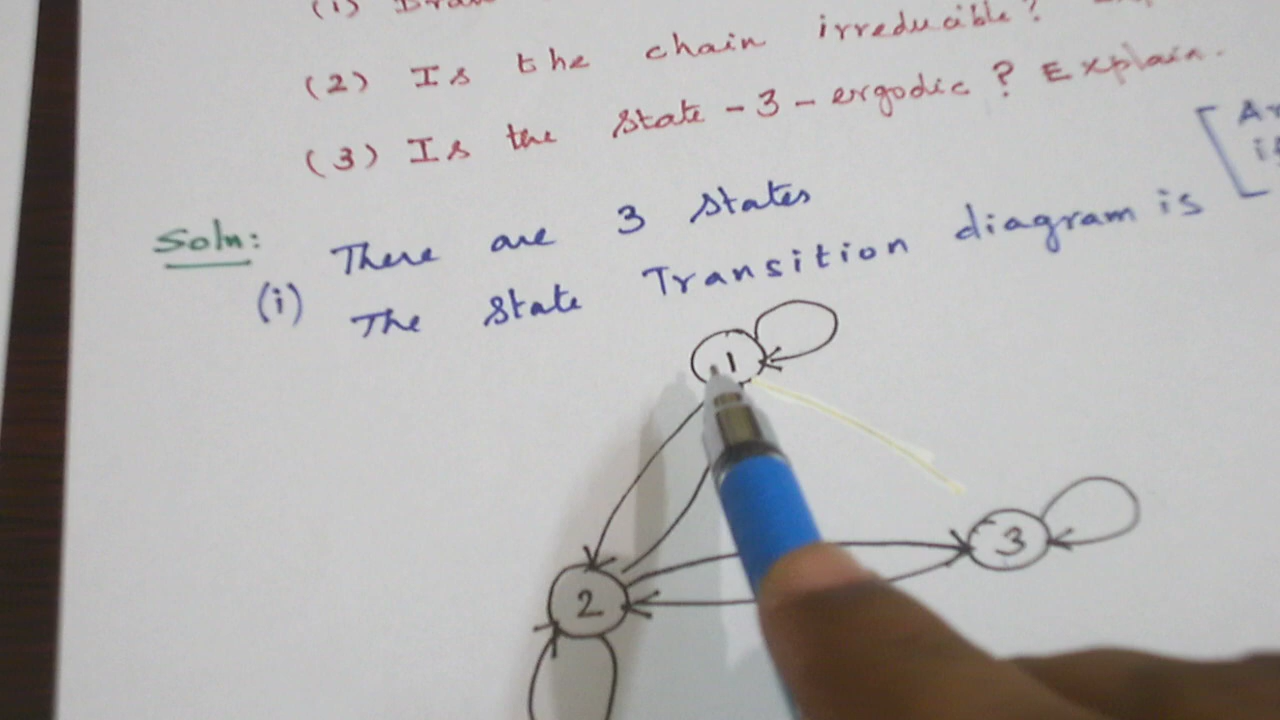 (1)
(2) Is the chain irreducible?
(3) Is the State - 3 - ergodic? Explain.
Soln: There are 3 States
(i) The State Transition diagram is
1
3
2